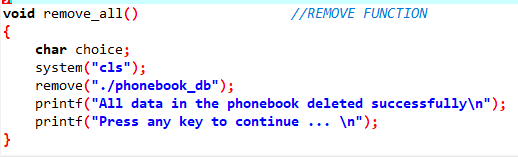 void remove_all() //REMOVE FUNCTION
{
    char choice;
    system("cls");
    remove("./phonebook_db");
    printf("All data in the phonebook deleted successfully\n");
    printf("Press any key to continue ... \n");
}